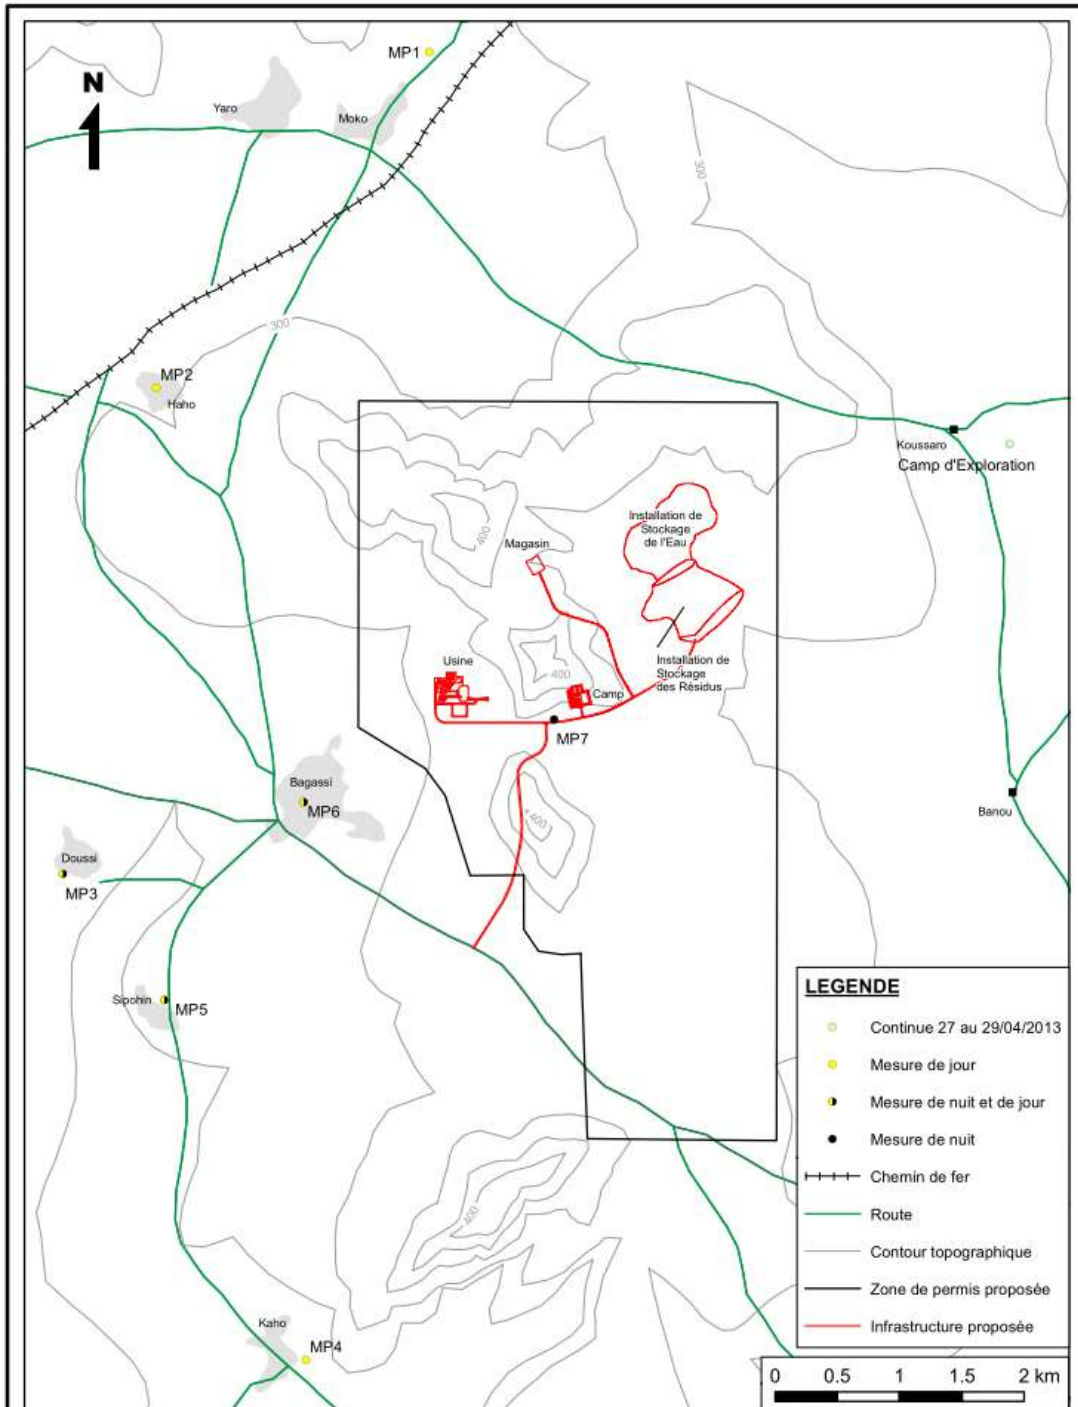 MP1
N
Yaro
Moko
300
300
MP2
Haho
Koussaro
Camp d'Exploration
400
Installation de
Stockage
de l'Eau
Magasin
Usine
400
Camp
Installation de
Stockage
des Résidus
MP7
Bagassi
MP6
400
Banou
Doussi
MP3
Sipohin
MP5
400
Kaho
MP4
LEGENDE
Continue 27 au 29/04/2013
Mesure de jour
Mesure de nuit et de jour
Mesure de nuit
Chemin de fer
Route
Contour topographique
Zone de permis proposée
Infrastructure proposée
0 0.5 1 1.5 2 km